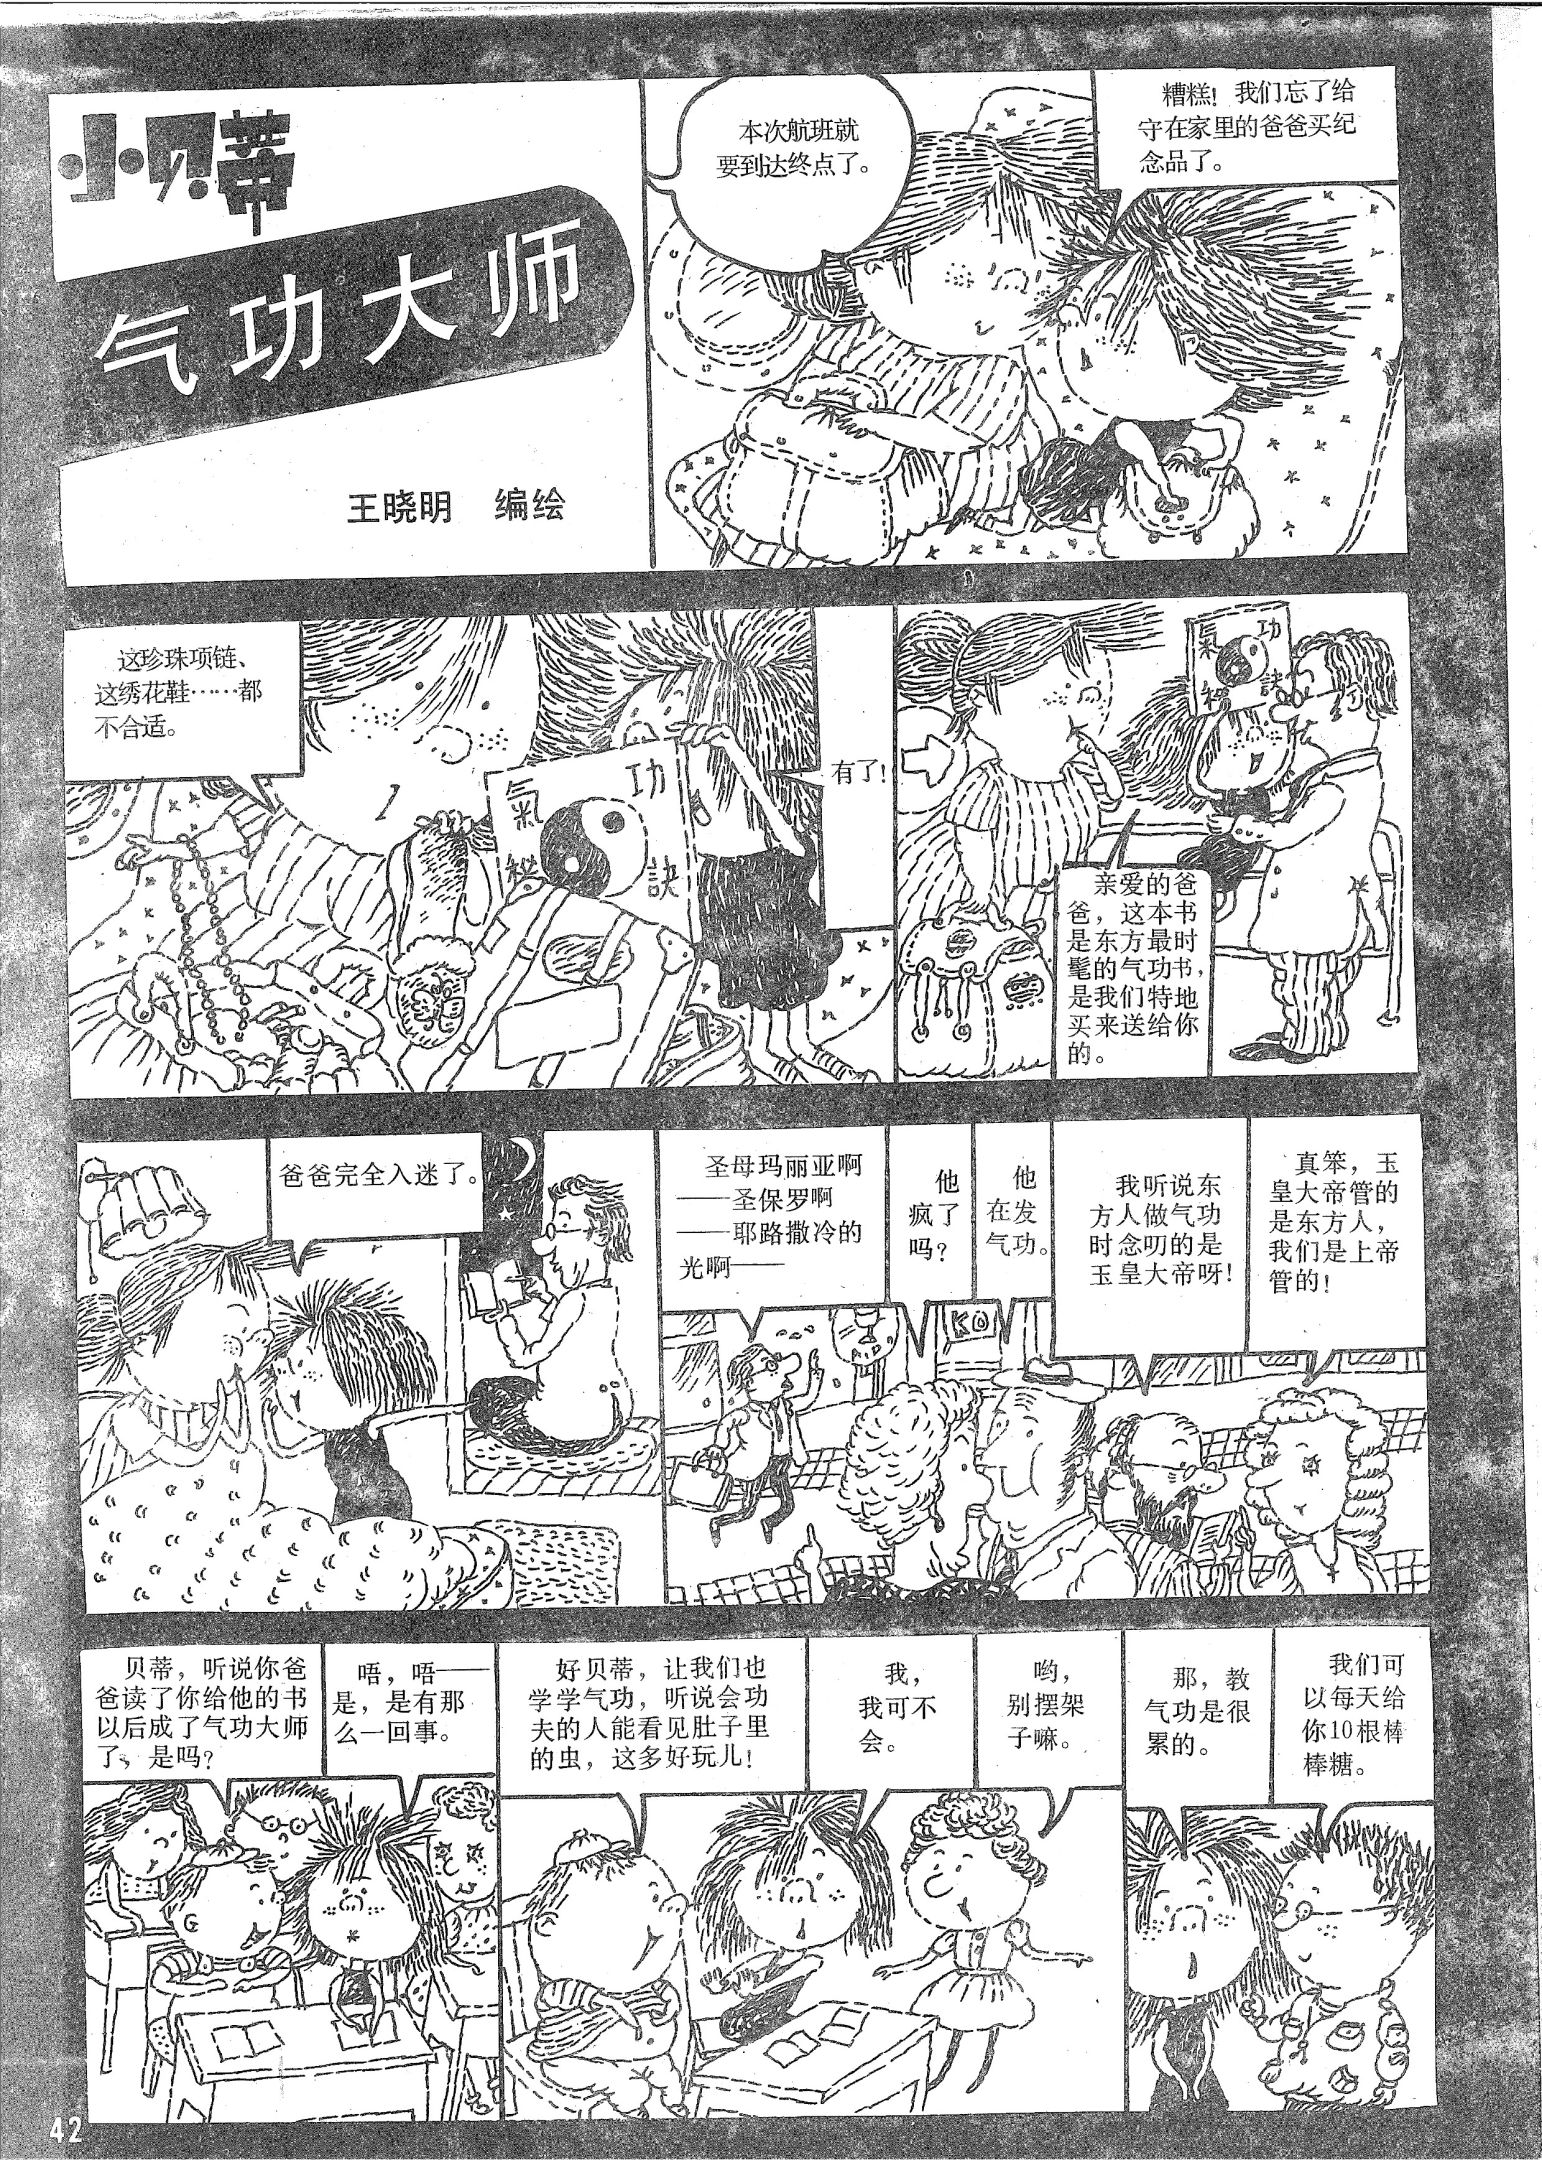 小贝蒂
气功大师
王晓明 编绘
本次航班就
要到达终点了。
糟糕！我们忘了给
守在家里的爸爸买纪
念品了。
这珍珠项链、
这绣花鞋……都
不合适。
氣功
秘訣
有了！
氣功
秘訣
亲爱的爸
爸，这本书
是东方最时
髦的气功书，
是我们特地
买来送给你
的。
爸爸完全入迷了。
圣母玛丽亚啊
——圣保罗啊
——耶路撒冷的
光啊——
他
疯了
吗？
他
在发
气功。
我听说东
方人做气功
时念叨的是
玉皇大帝呀！
真笨，玉
皇大帝管的
是东方人，
我们是上帝
管的！
KO
贝蒂，听说你爸
爸读了你给他的书
以后成了气功大师
了，是吗？
唔，唔——
是，是有那
么一回事。
好贝蒂，让我们也
学学气功，听说会功
夫的人能看见肚子里
的虫，这多好玩儿！
我，
我可不
会。
哟，
别摆架
子嘛。
那，教
气功是很
累的。
我们可
以每天给
你10根棒
棒糖。
42